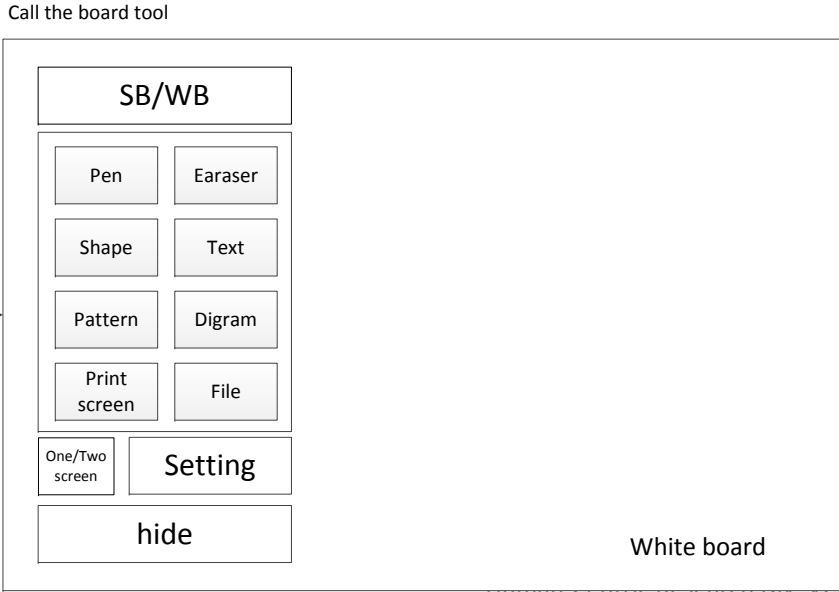 Call the board tool
SB/WB
Pen
Earaser
Shape
Text
Pattern
Digram
Print
screen
File
One/Two
screen
Setting
hide
White board